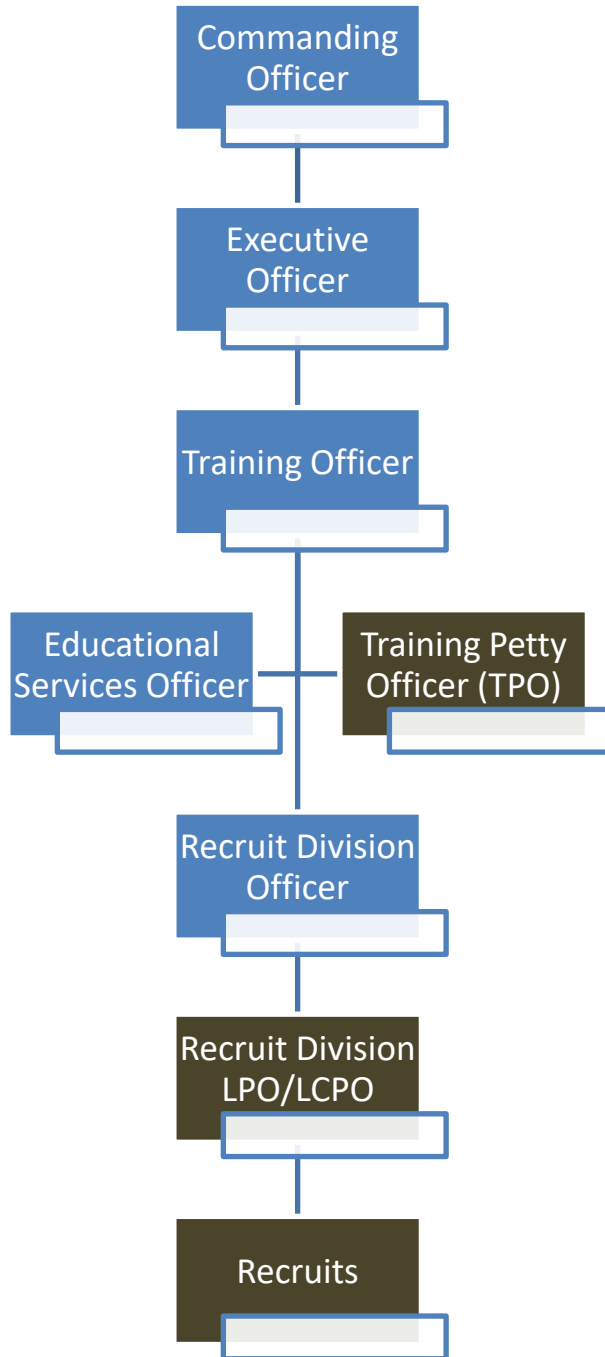 Commanding
Officer
Executive
Officer
Training Officer
Educational
Services Officer
Training Petty
Officer (TPO)
Recruit Division
Officer
Recruit Division
LPO/LCPO
Recruits